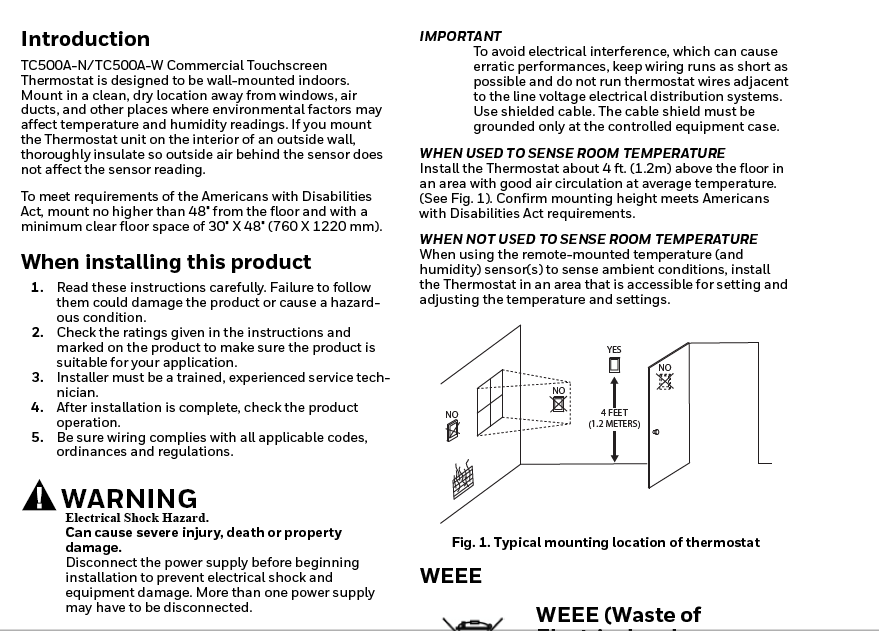 Introduction
TC500A-N/TC500A-W Commercial Touchscreen
Thermostat is designed to be wall-mounted indoors.
Mount in a clean, dry location away from windows, air
ducts, and other places where environmental factors may
affect temperature and humidity readings. If you mount
the Thermostat unit on the interior of an outside wall,
thoroughly insulate so outside air behind the sensor does
not affect the sensor reading.
To meet requirements of the Americans with Disabilities
Act, mount no higher than 48" from the floor and with a
minimum clear floor space of 30" X 48" (760 X 1220 mm).
When installing this product
1. Read these instructions carefully. Failure to follow
them could damage the product or cause a hazard-
ous condition.
2. Check the ratings given in the instructions and
marked on the product to make sure the product is
suitable for your application.
3. Installer must be a trained, experienced service tech-
nician.
4. After installation is complete, check the product
operation.
5. Be sure wiring complies with all applicable codes,
ordinances and regulations.
WARNING
Electrical Shock Hazard.
Can cause severe injury, death or property
damage.
Disconnect the power supply before beginning
installation to prevent electrical shock and
equipment damage. More than one power supply
may have to be disconnected.
IMPORTANT
To avoid electrical interference, which can cause
erratic performances, keep wiring runs as short as
possible and do not run thermostat wires adjacent
to the line voltage electrical distribution systems.
Use shielded cable. The cable shield must be
grounded only at the controlled equipment case.
WHEN USED TO SENSE ROOM TEMPERATURE
Install the Thermostat about 4 ft. (1.2m) above the floor in
an area with good air circulation at average temperature.
(See Fig. 1). Confirm mounting height meets Americans
with Disabilities Act requirements.
WHEN NOT USED TO SENSE ROOM TEMPERATURE
When using the remote-mounted temperature (and
humidity) sensor(s) to sense ambient conditions, install
the Thermostat in an area that is accessible for setting and
adjusting the temperature and settings.
YES
NO
NO
NO
4 FEET
(1.2 METERS)
Fig. 1. Typical mounting location of thermostat
WEEE
WEEE (Waste of